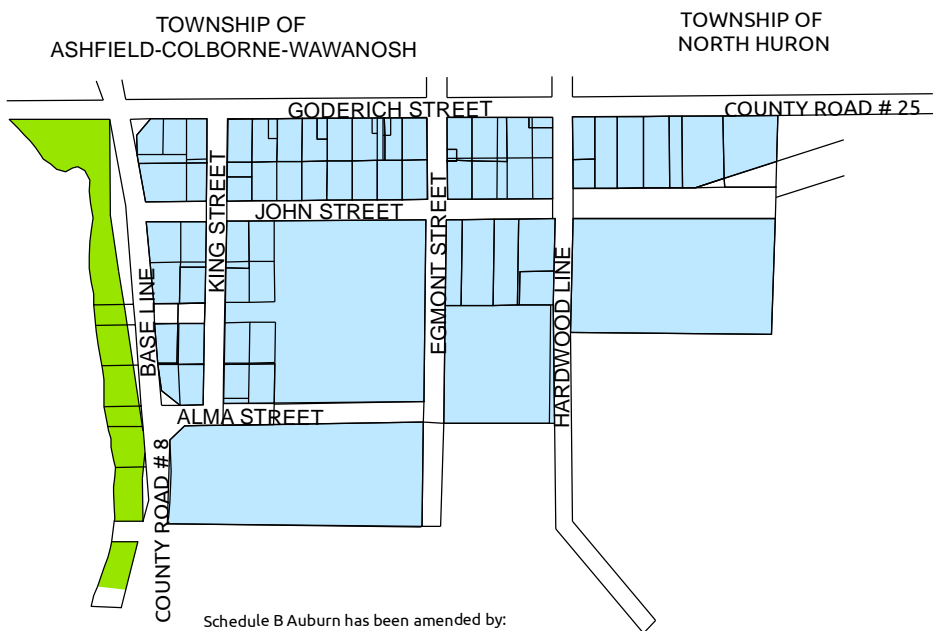 TOWNSHIP OF
ASHFIELD-COLBORNE-WAWANOSH
TOWNSHIP OF
NORTH HURON
GODERICH STREET
COUNTY ROAD # 25
KING STREET
JOHN STREET
EGMONT STREET
BASE LINE
HARDWOOD LINE
ALMA STREET
COUNTY ROAD # 8
Schedule B Auburn has been amended by: